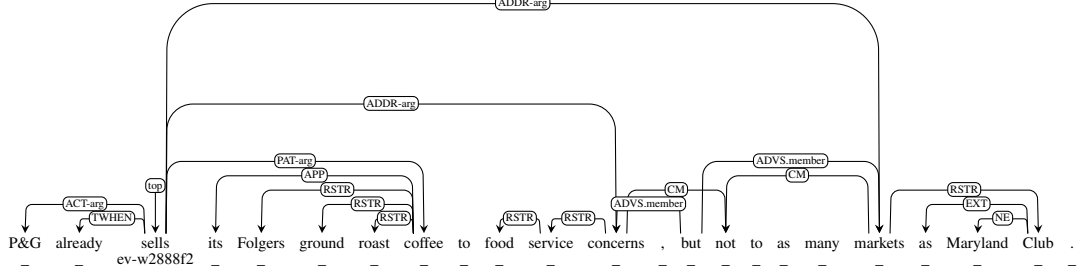 ADDR-arg
ADDR-arg
PAT-arg ADVS.member
APP CM
top RSTR CM RSTR
ACT-arg RSTR ADVS.member EXT
TWHEN RSTR RSTR RSTR NE
P&G already sells its Folgers ground roast coffee to food service concerns , but not to as many markets as Maryland Club .
ev-w2888f2
_ _ _ _ _ _ _ _ _ _ _ _ _ _ _ _ _ _ _ _ _ _